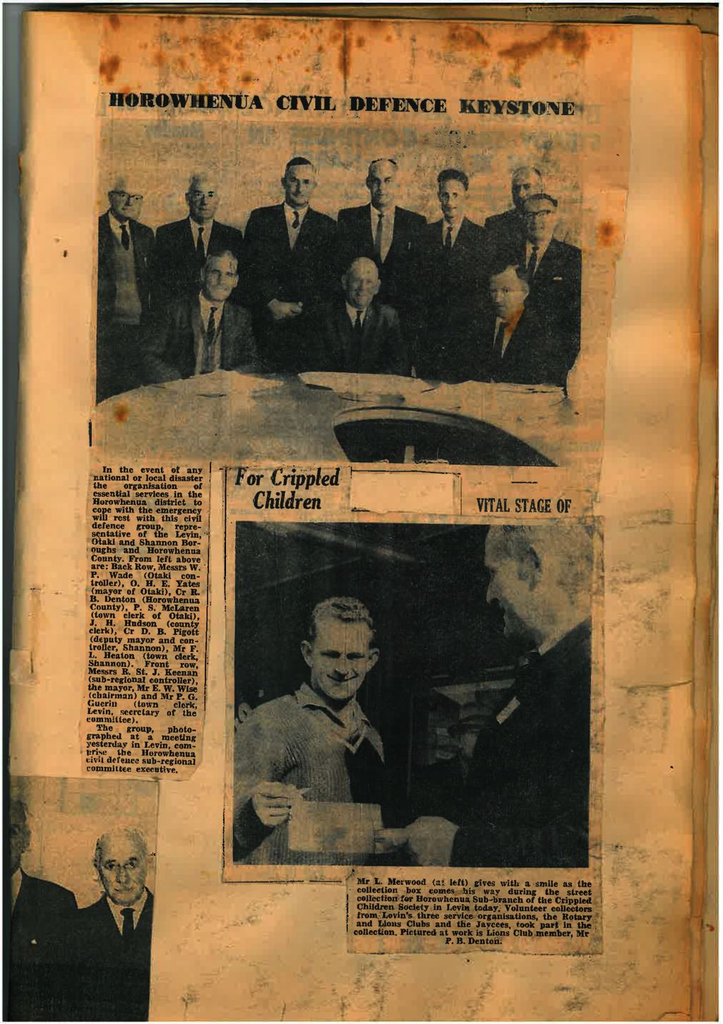 HOROWHENUA CIVIL DEFENCE KEYSTONE
In the event of any
national or local disaster
the organisation of
essential services in the
Horowhenua district to
cope with the emergency
will rest with this civil
defence group, repre-
sentative of the Levin,
Otaki and Shannon Bor-
oughs and Horowhenua
County. From left above
are: Back Row, Messrs W.
P. Wade (Otaki con-
troller), O. H. E. Yates
(mayor of Otaki), Cr R.
B. Denton (Horowhenua
County), P. S. McLaren
(town clerk of Otaki),
J. H. Hudson (county
clerk), Cr D. B. Pigott
(deputy mayor and con-
troller, Shannon), Mr F.
L. Heaton (town clerk,
Shannon). Front row,
Messrs R. St. J. Keenan
(sub-regional controller),
the mayor, Mr E. W. Wise
(chairman) and Mr P. G.
Guerin (town clerk,
Levin, secretary of the
committee).
The group, photo-
graphed at a meeting
yesterday in Levin, com-
prise the Horowhenua
civil defence sub-regional
committee executive.
For Crippled
Children
VITAL STAGE OF
Mr L. Merwood (at left) gives with a smile as the
collection box comes his way during the street
collection for Horowhenua Sub-branch of the Crippled
Children Society in Levin today. Volunteer collectors
from Levin's three service organisations, the Rotary
and Lions Clubs and the Jaycees, took part in the
collection. Pictured at work is Lions Club member, Mr
P. B. Denton.